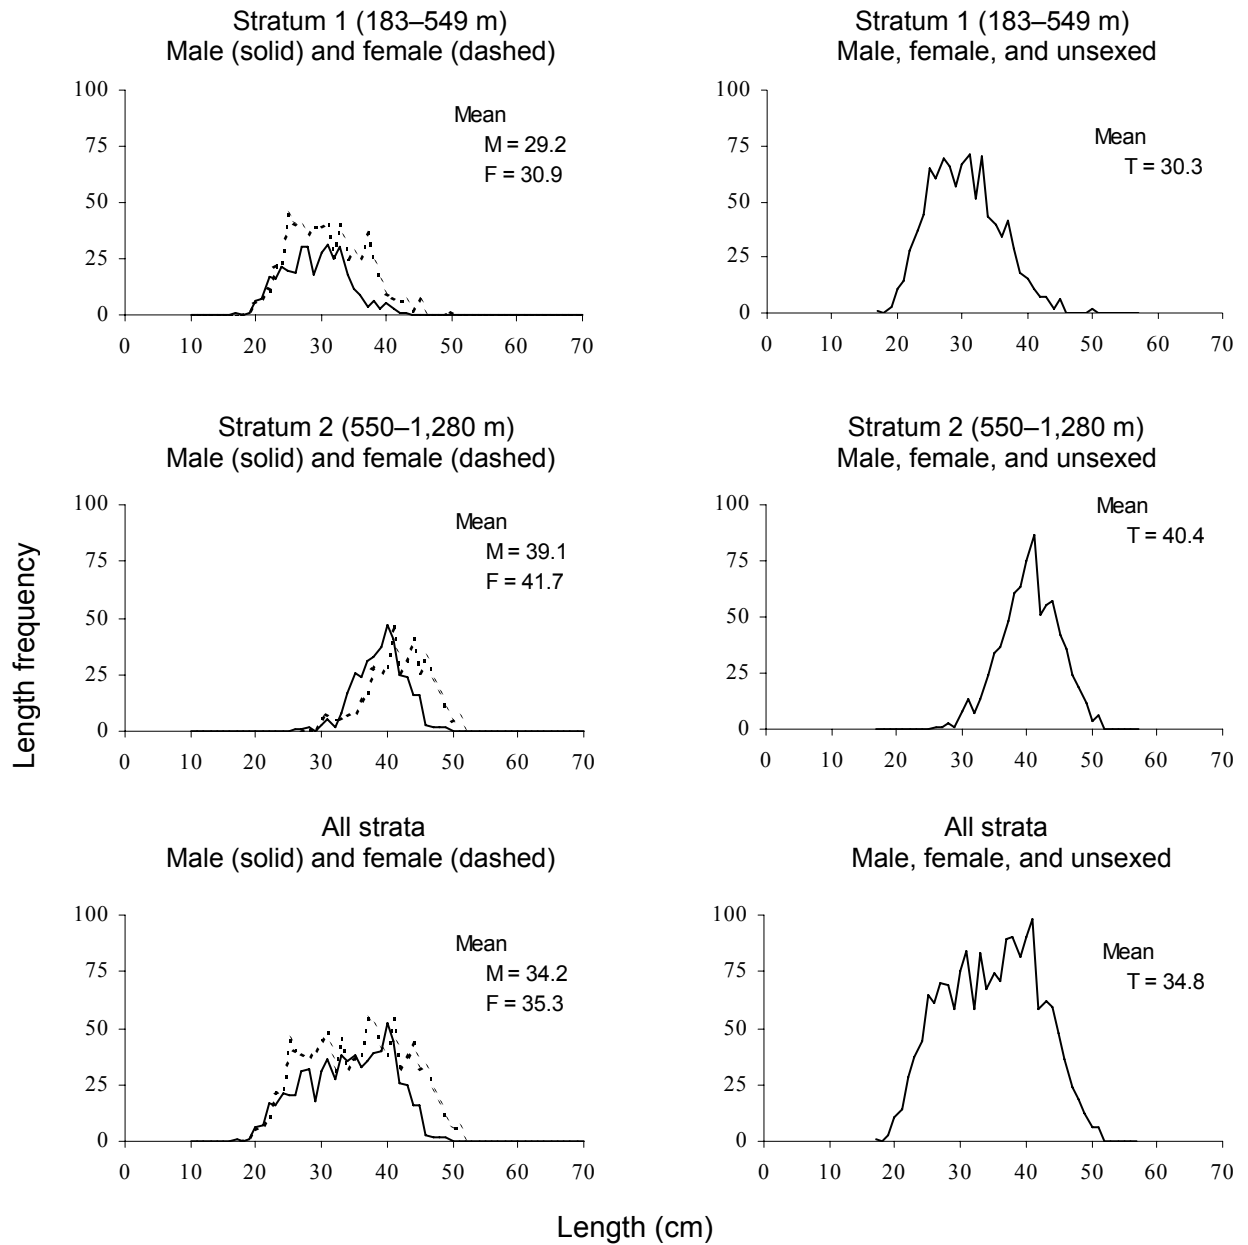 Stratum 1 (183–549 m)
Male (solid) and female (dashed)
100
75
50
25
0
0 10 20 30 40 50 60 70
Mean
M = 29.2
F = 30.9
Stratum 1 (183–549 m)
Male, female, and unsexed
100
75
50
25
0
0 10 20 30 40 50 60 70
Mean
T = 30.3
Stratum 2 (550–1,280 m)
Male (solid) and female (dashed)
100
75
50
25
0
0 10 20 30 40 50 60 70
Mean
M = 39.1
F = 41.7
Stratum 2 (550–1,280 m)
Male, female, and unsexed
100
75
50
25
0
0 10 20 30 40 50 60 70
Mean
T = 40.4
Length frequency
All strata
Male (solid) and female (dashed)
100
75
50
25
0
0 10 20 30 40 50 60 70
Mean
M = 34.2
F = 35.3
All strata
Male, female, and unsexed
100
75
50
25
0
0 10 20 30 40 50 60 70
Mean
T = 34.8
Length (cm)